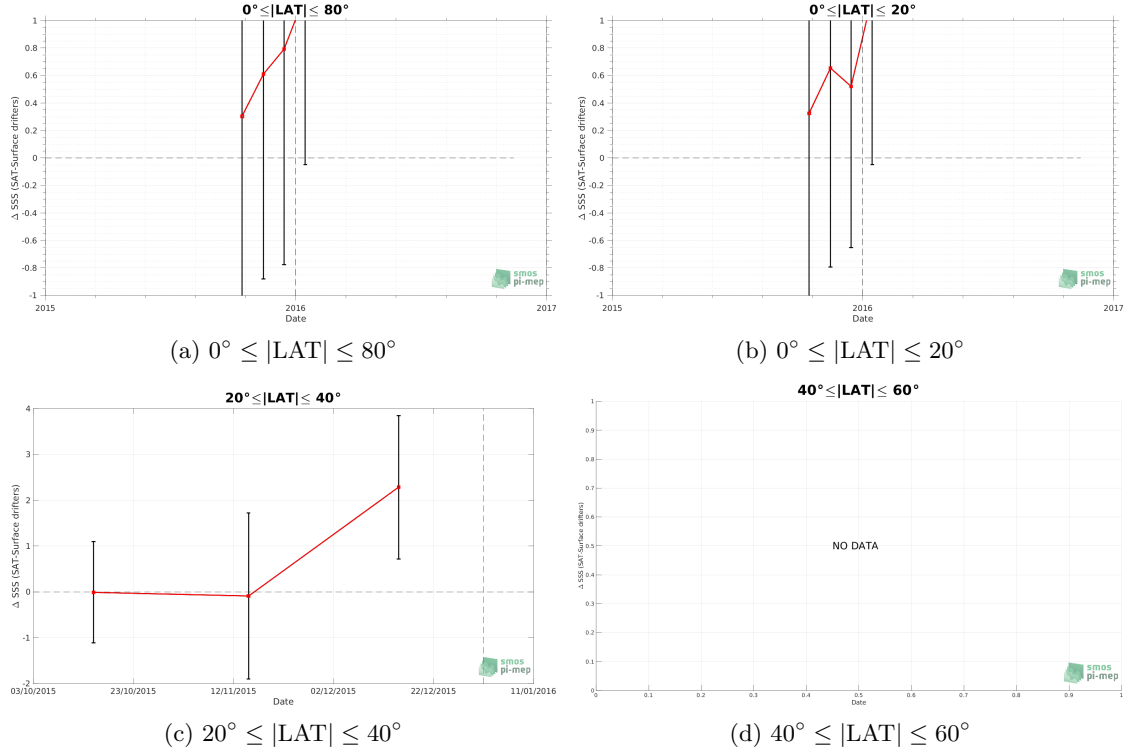 0°≤|LAT|≤ 80°
Δ SSS (SAT-Surface drifters)
1
0.8
0.6
0.4
0.2
0
-0.2
-0.4
-0.6
-0.8
-1
2015
2016
2017
Date
smos
pi-mep
(a) 0° ≤ |LAT| ≤ 80°
0°≤|LAT|≤ 20°
Δ SSS (SAT-Surface drifters)
1
0.8
0.6
0.4
0.2
0
-0.2
-0.4
-0.6
-0.8
-1
2015
2016
2017
Date
smos
pi-mep
(b) 0° ≤ |LAT| ≤ 20°
20°≤|LAT|≤ 40°
Δ SSS (SAT-Surface drifters)
4
3
2
1
0
-1
-2
03/10/2015
23/10/2015
12/11/2015
02/12/2015
22/12/2015
11/01/2016
Date
smos
pi-mep
(c) 20° ≤ |LAT| ≤ 40°
40°≤|LAT|≤ 60°
Δ SSS (SAT-Surface drifters)
1
0.9
0.8
0.7
0.6
0.5
0.4
0.3
0.2
0.1
0
NO DATA
0
0.1
0.2
0.3
0.4
0.5
0.6
0.7
0.8
0.9
1
Date
smos
pi-mep
(d) 40° ≤ |LAT| ≤ 60°